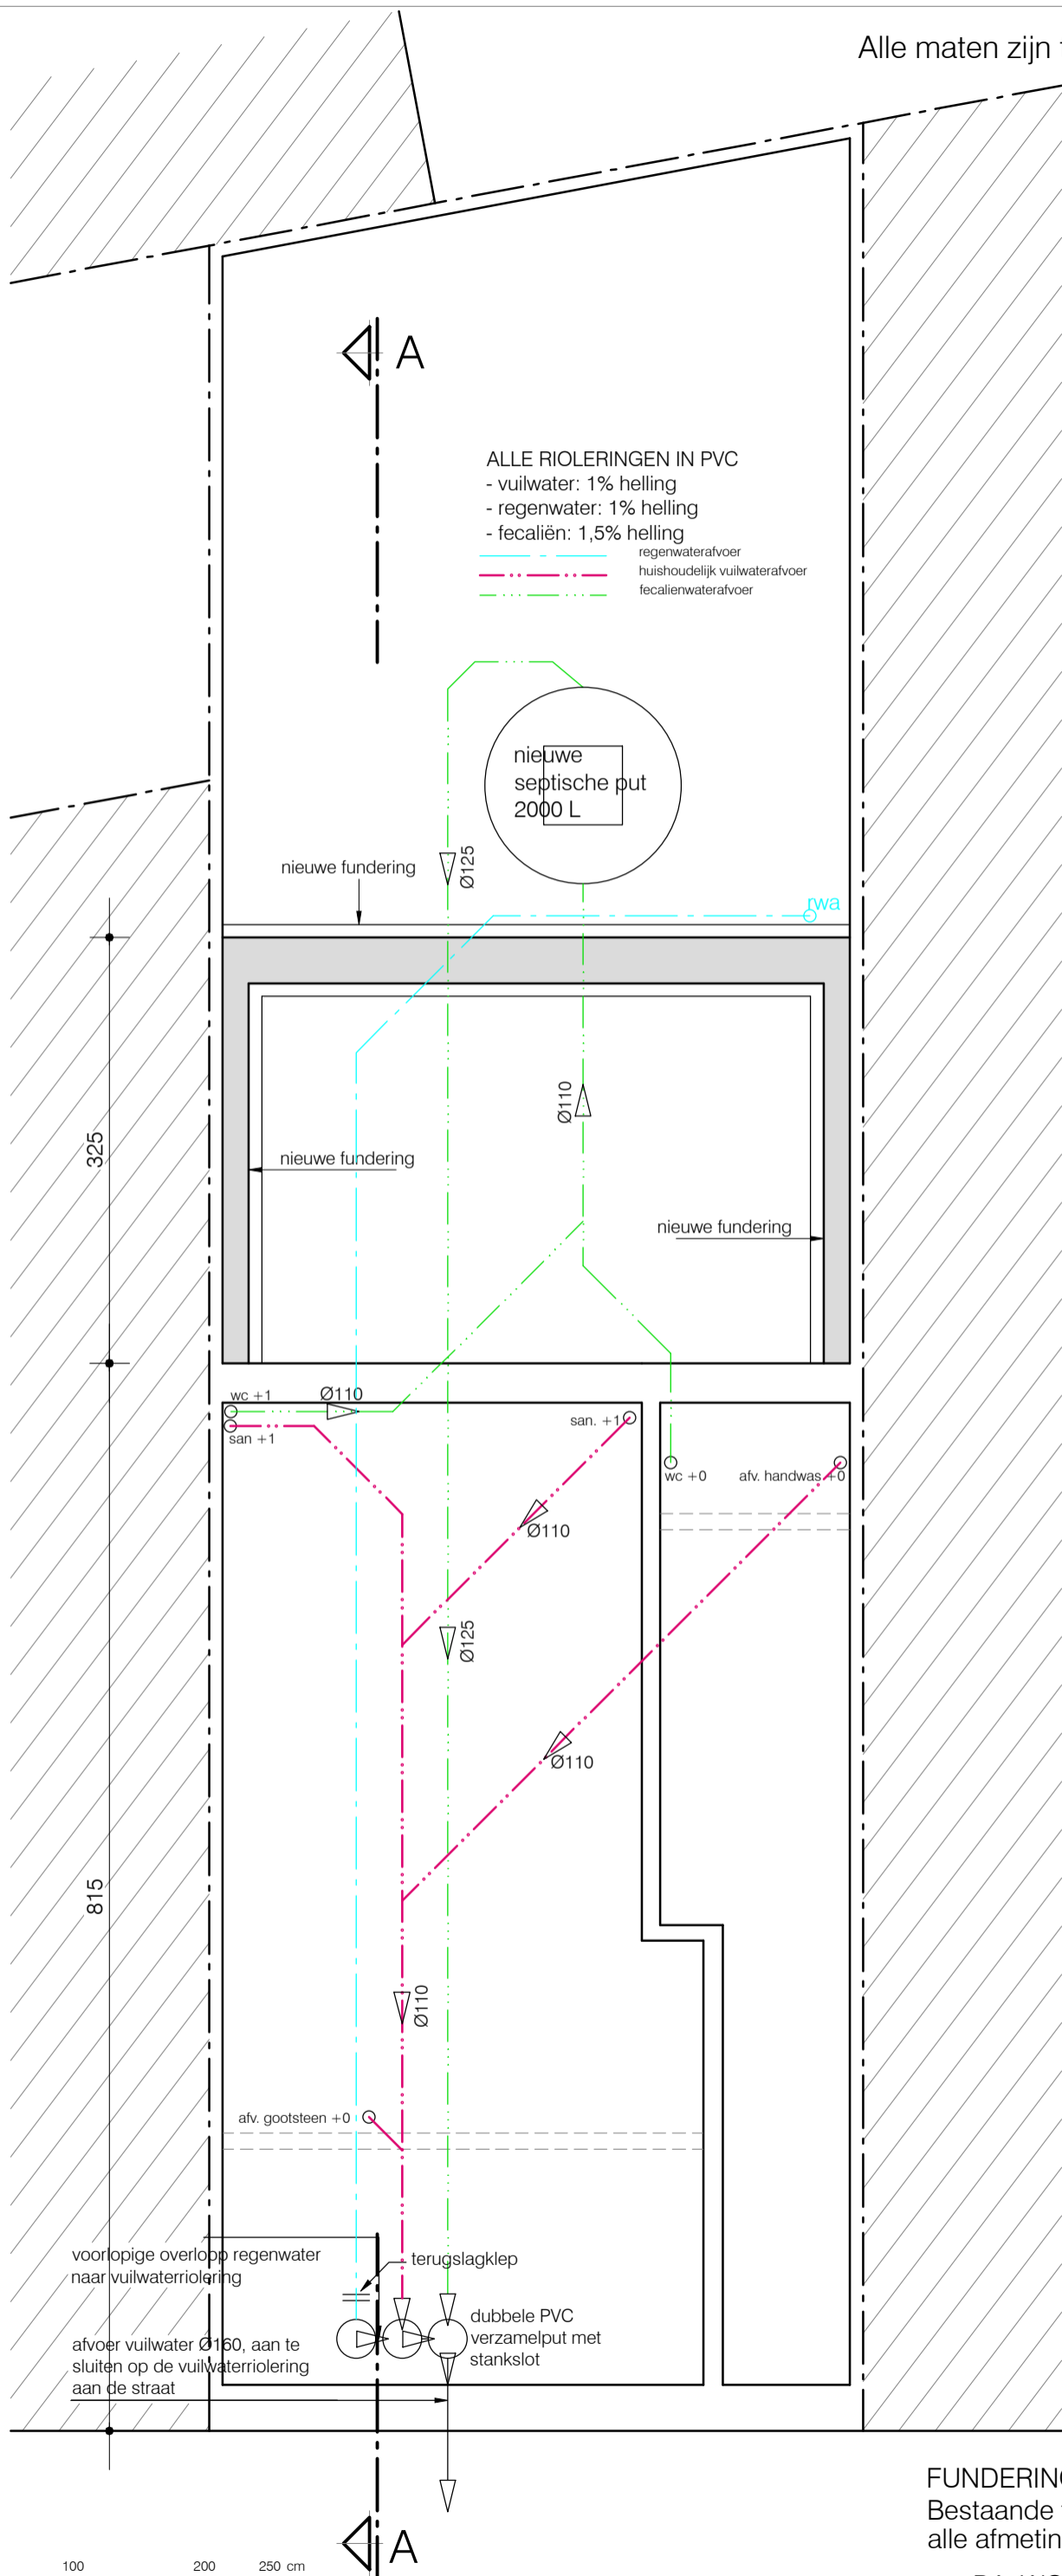 Alle maten zijn
A
ALLE RIOLERINGEN IN PVC
- vuilwater: 1% helling
- regenwater: 1% helling
- fecaliën: 1,5% helling
regenwaterafvoer
huishoudelijk vuilwaterafvoer
fecalienwaterafvoer
nieuwe
septische put
2000 L
Ø125
nieuwe fundering
rwa
Ø110
325
nieuwe fundering
nieuwe fundering
wc +1
Ø110
san +1
san. +1
wc +0
afv. handwas +0
Ø110
Ø125
Ø110
815
Ø110
afv. gootsteen +0
voorlopige overloop regenwater
naar vuilwaterriolering
terugslagklep
dubbele PVC
verzamelput met
stankslot
afvoer vuilwater Ø160, aan te
sluiten op de vuilwaterriolering
aan de straat
FUNDERING
Bestaande
alle afmetin
A
100 200 250 cm